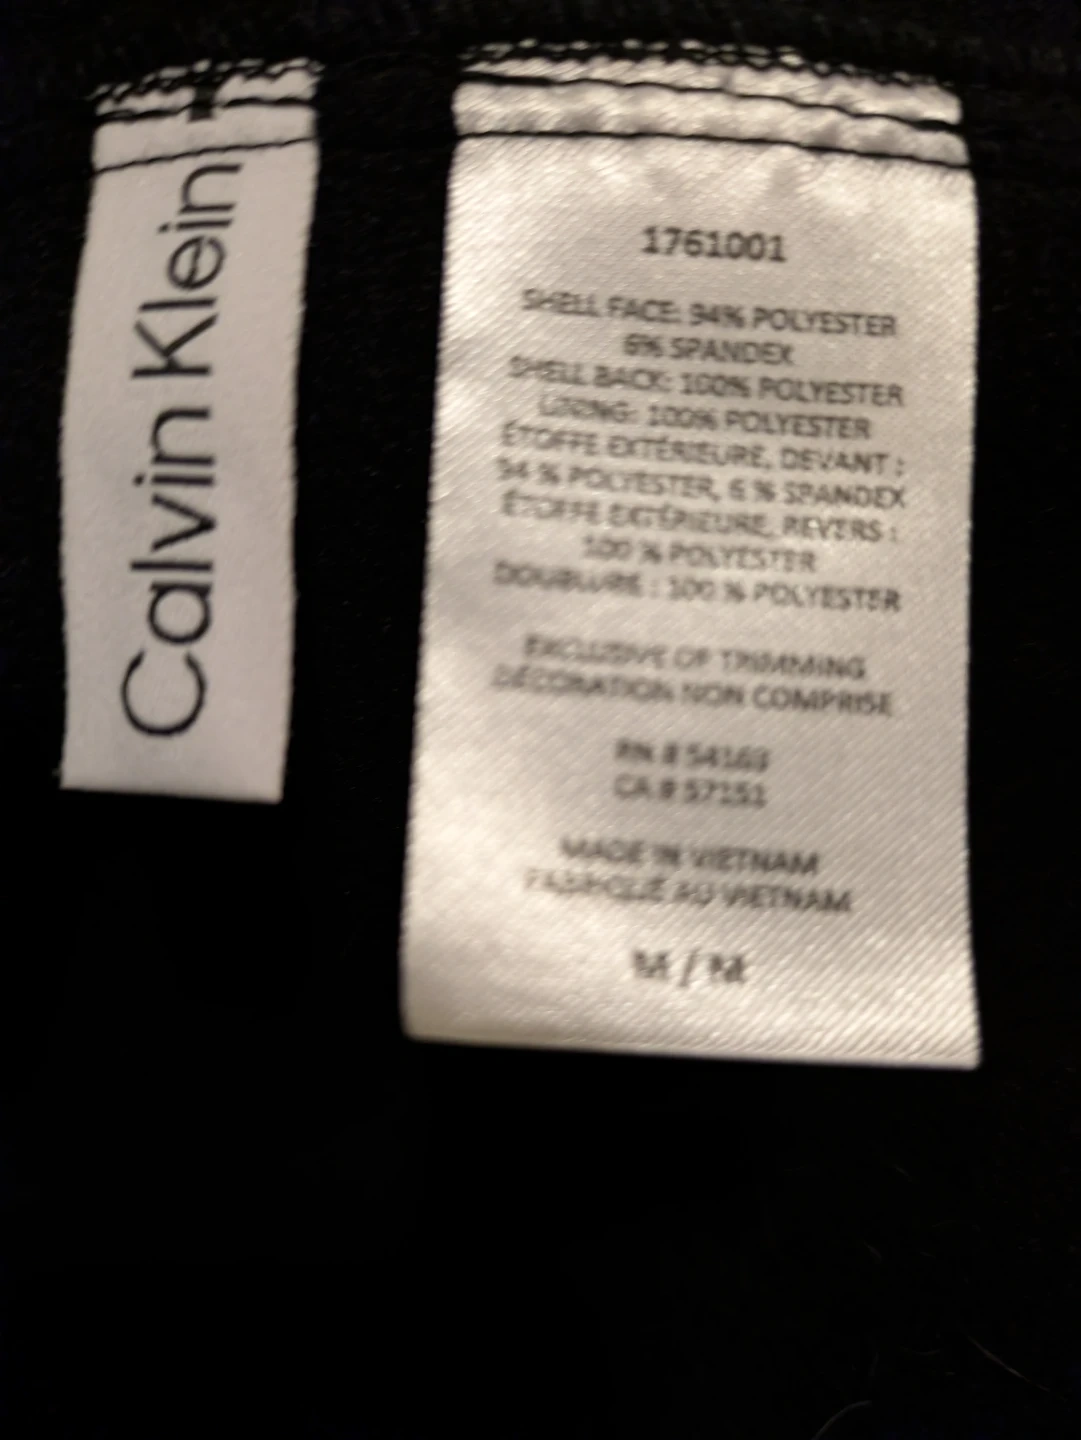 Calvin Klein
1761001
SHELL FACE: 94% POLYESTER
6% SPANDEX
SHELL BACK: 100% POLYESTER
LINING: 100% POLYESTER
ÉTOFFE EXTÉRIEURE, DEVANT :
94 % POLYESTER, 6 % SPANDEX
ÉTOFFE EXTÉRIEURE, REVERS :
100 % POLYESTER
DOUBLURE : 100 % POLYESTER
EXCLUSIVE OF TRIMMING
DÉCORATION NON COMPRISE
RN # 54163
CA # 57151
MADE IN VIETNAM
FABRIQUÉ AU VIETNAM
M / M